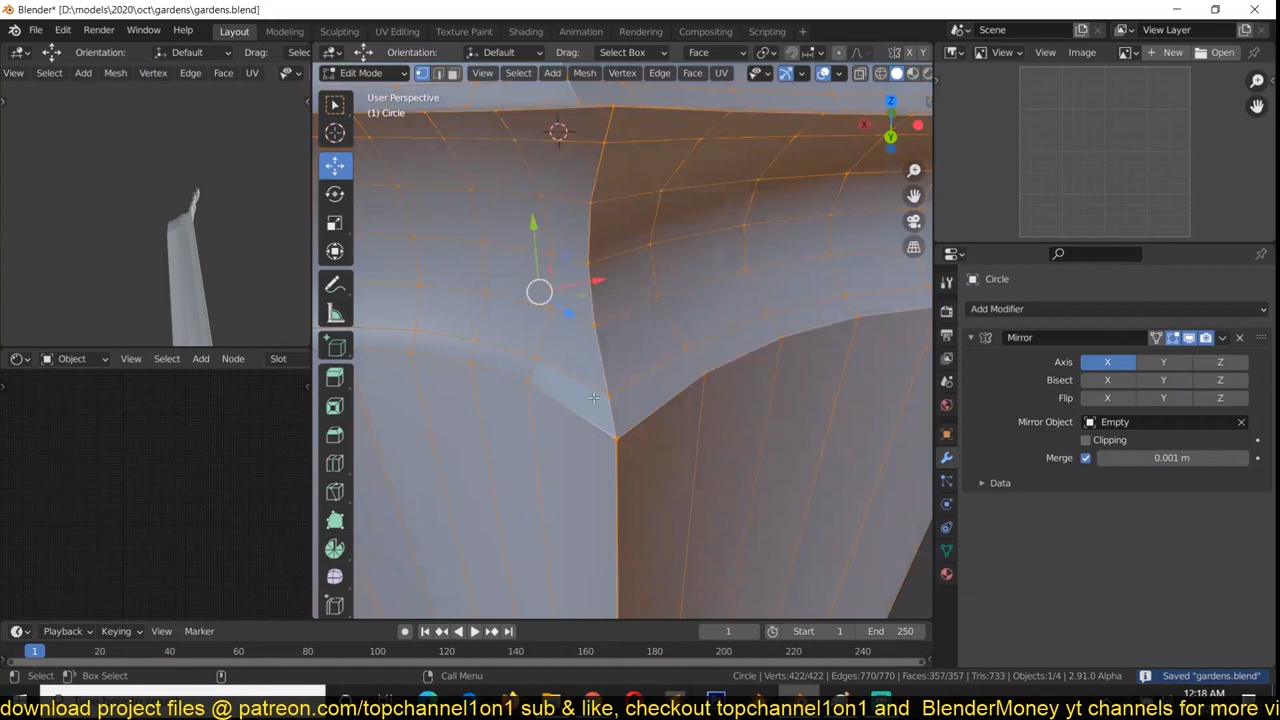 Blender* [D:\models\2020\oct\gardens\gardens.blend]
File Edit Render Window Help Layout Modeling Sculpting UV Editing Texture Paint Shading Animation Rendering Compositing Scripting + Scene View Layer
Orientation: Default Drag: Selec Orientation: Default Drag: Select Box Face X Y View Image New Open
View Select Add Mesh Vertex Edge Face UV Edit Mode View Select Add Mesh Vertex Edge Face UV
User Perspective
(1) Circle
Z
X
Y
Circle
Add Modifier
Mirror
Axis X Y Z
Bisect X Y Z
Flip X Y Z
Mirror Object Empty
Clipping
Merge 0.001 m
Data
Object View Select Add Node Slot
Playback Keying View Marker 1 Start 1 End 250
1 20 40 60 80 100 120 140 160 180 200 220 240
Select Box Select Call Menu Circle | Verts:422/422 | Edges:770/770 | Faces:357/357 | Tris:733 | Objects:1/4 | 2.91.0 Alpha Saved "gardens.blend"
12:18 AM
download project files @ patreon.com/topchannel1on1 sub & like, checkout topchannel1on1 and BlenderMoney yt channels for more vi